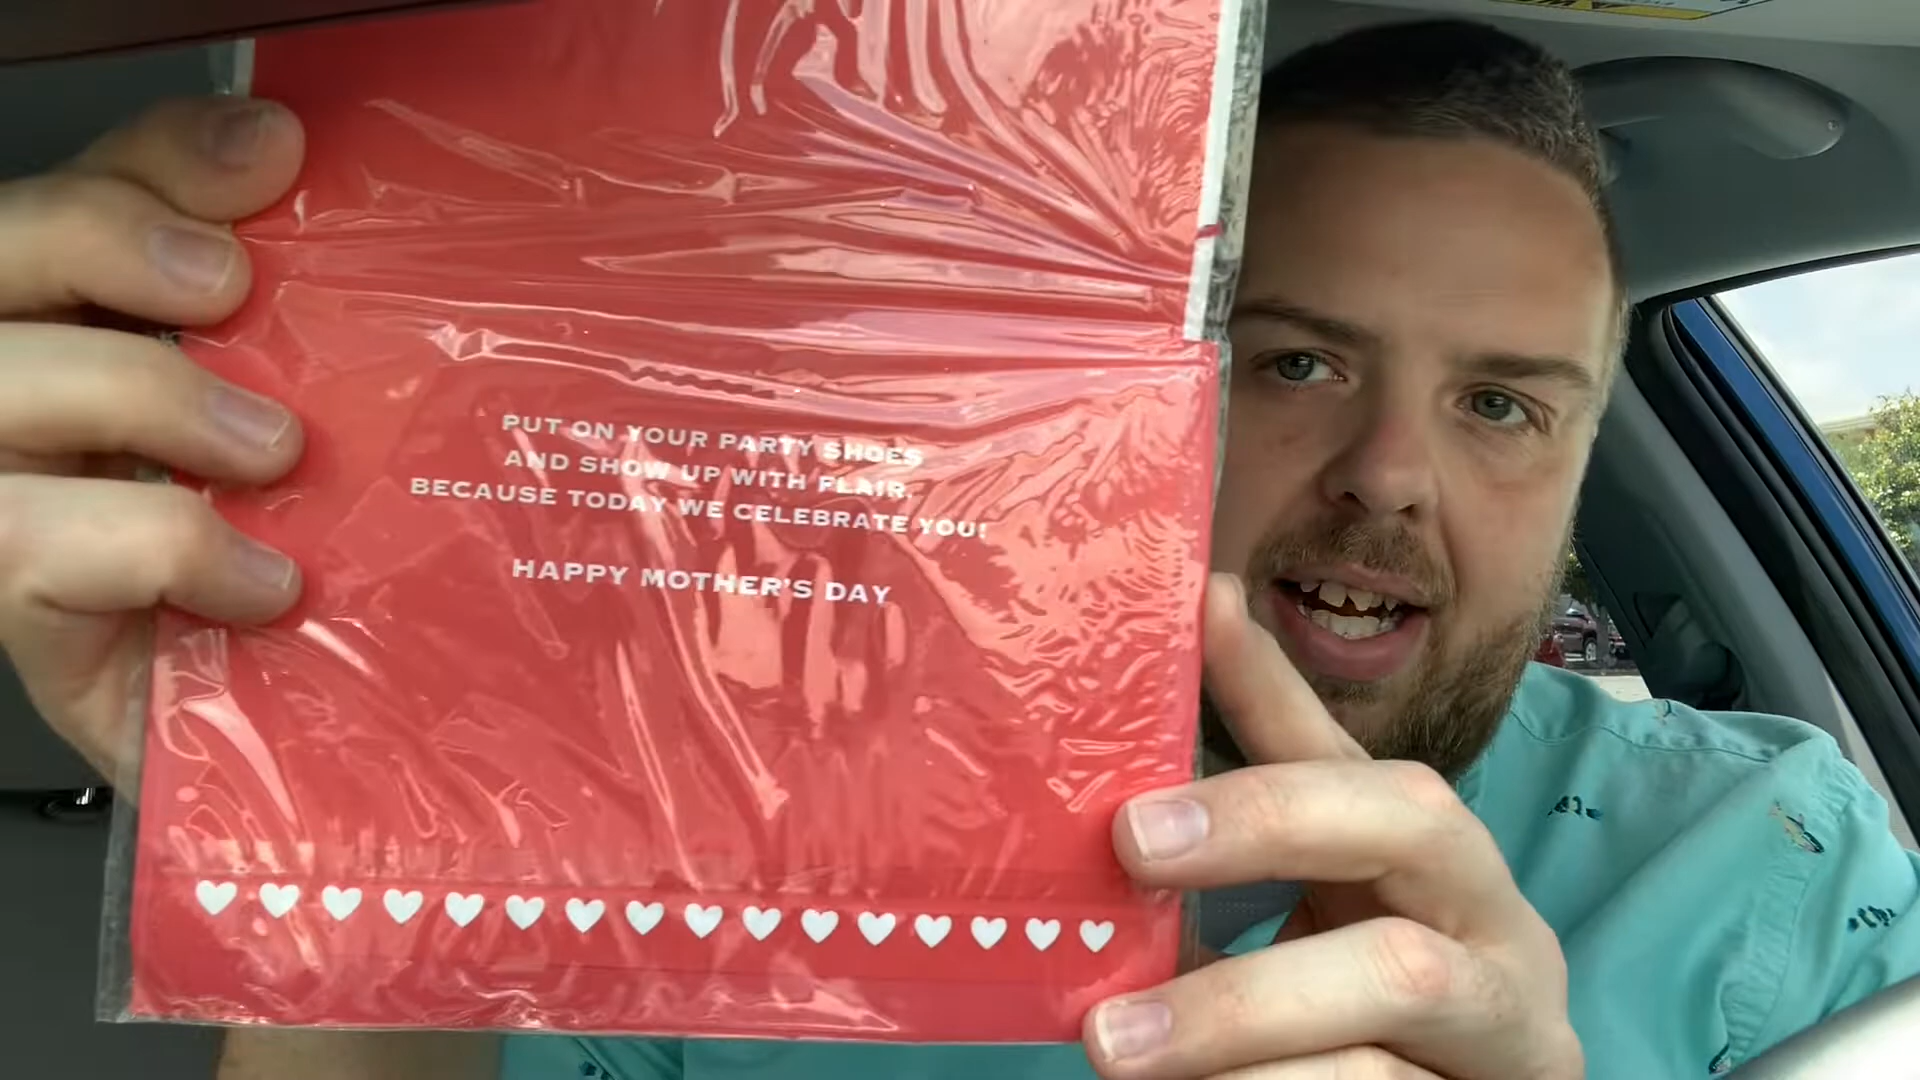 PUT ON YOUR PARTY SHOES
AND SHOW UP WITH FLAIR,
BECAUSE TODAY WE CELEBRATE YOU!
HAPPY MOTHER'S DAY